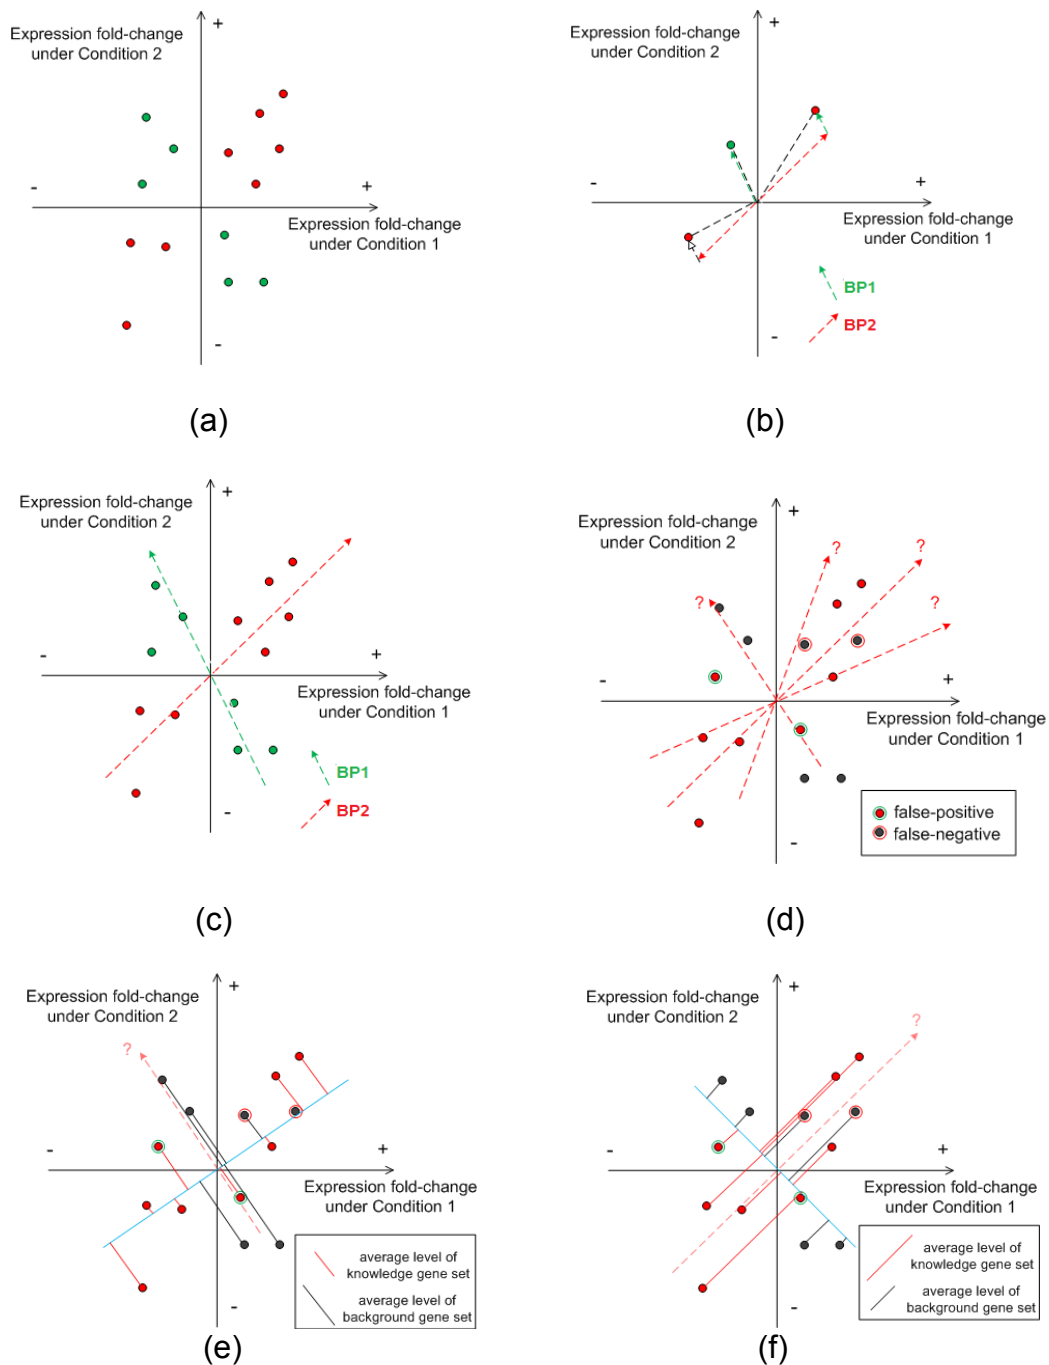 Expression fold-change
under Condition 2
+
-
+
Expression fold-change
under Condition 1
-
(a)
Expression fold-change
under Condition 2
+
-
+
Expression fold-change
under Condition 1
BP1
BP2
-
(b)
Expression fold-change
under Condition 2
+
-
+
Expression fold-change
under Condition 1
BP1
BP2
-
(c)
Expression fold-change
under Condition 2
+
?
?
?
?
-
+
Expression fold-change
under Condition 1
false-positive
false-negative
-
(d)
Expression fold-change
under Condition 2
+
?
-
+
Expression fold-change
under Condition 1
average level of
knowledge gene set
average level of
background gene set
-
(e)
Expression fold-change
under Condition 2
+
?
-
+
Expression fold-change
under Condition 1
average level of
knowledge gene set
average level of
background gene set
-
(f)